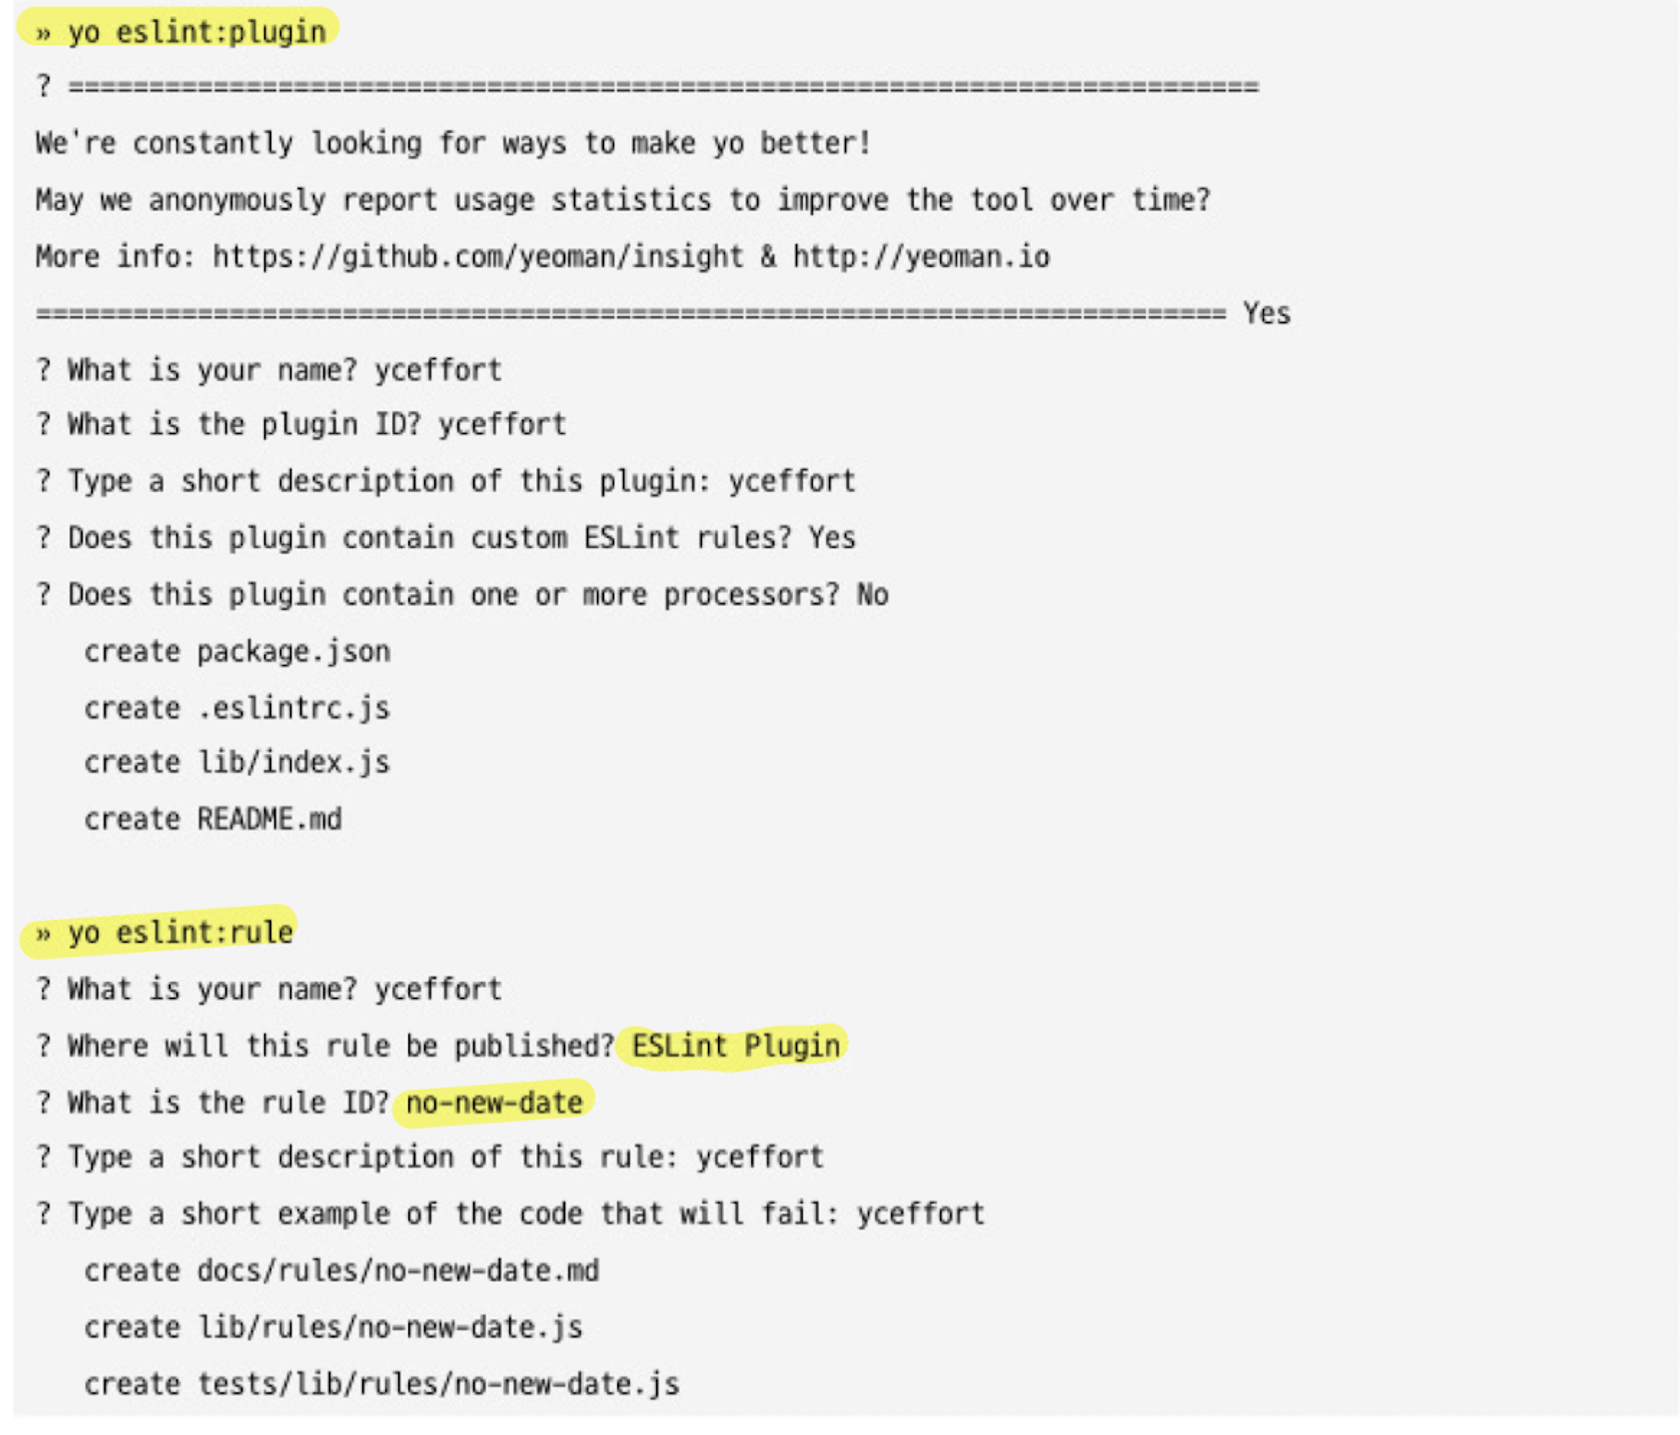 » yo eslint:plugin
? ==========================================================================
We're constantly looking for ways to make yo better!
May we anonymously report usage statistics to improve the tool over time?
More info: https://github.com/yeoman/insight & http://yeoman.io
========================================================================== Yes
? What is your name? yceffort
? What is the plugin ID? yceffort
? Type a short description of this plugin: yceffort
? Does this plugin contain custom ESLint rules? Yes
? Does this plugin contain one or more processors? No
create package.json
create .eslintrc.js
create lib/index.js
create README.md
» yo eslint:rule
? What is your name? yceffort
? Where will this rule be published? ESLint Plugin
? What is the rule ID? no-new-date
? Type a short description of this rule: yceffort
? Type a short example of the code that will fail: yceffort
create docs/rules/no-new-date.md
create lib/rules/no-new-date.js
create tests/lib/rules/no-new-date.js